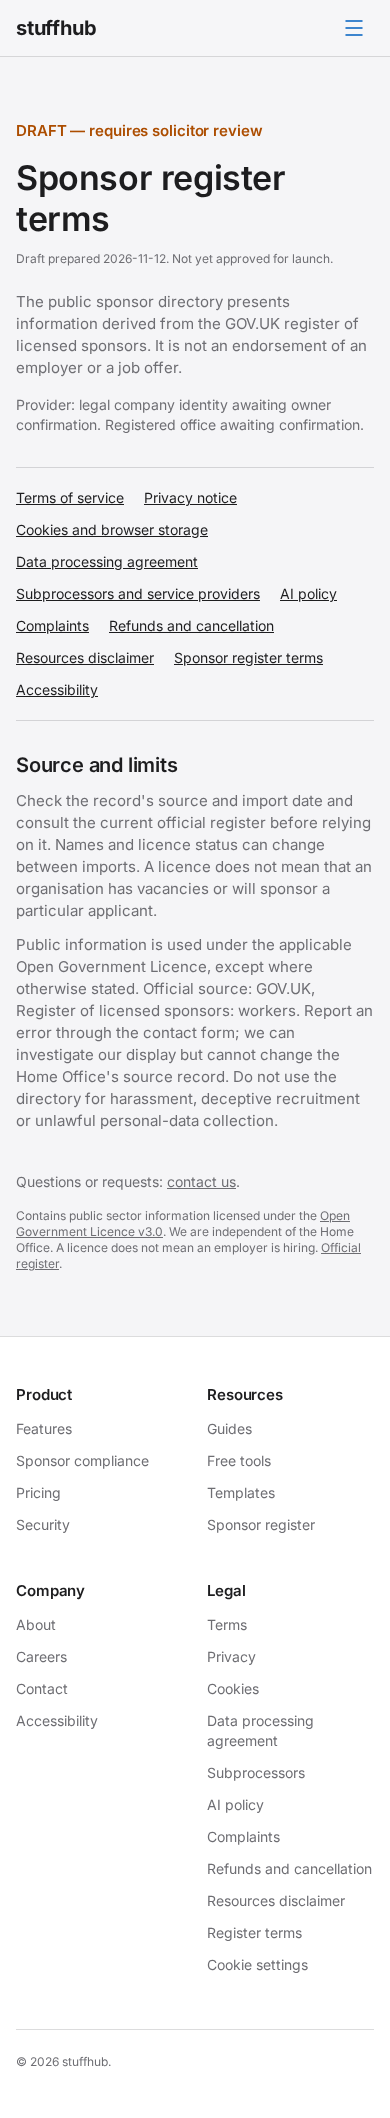 stuffhub
DRAFT — requires solicitor review
Sponsor register
terms
Draft prepared 2026-11-12. Not yet approved for launch.
The public sponsor directory presents
information derived from the GOV.UK register of
licensed sponsors. It is not an endorsement of an
employer or a job offer.
Provider: legal company identity awaiting owner
confirmation. Registered office awaiting confirmation.
Terms of service Privacy notice
Cookies and browser storage
Data processing agreement
Subprocessors and service providers AI policy
Complaints Refunds and cancellation
Resources disclaimer Sponsor register terms
Accessibility
Source and limits
Check the record's source and import date and
consult the current official register before relying
on it. Names and licence status can change
between imports. A licence does not mean that an
organisation has vacancies or will sponsor a
particular applicant.
Public information is used under the applicable
Open Government Licence, except where
otherwise stated. Official source: GOV.UK,
Register of licensed sponsors: workers. Report an
error through the contact form; we can
investigate our display but cannot change the
Home Office's source record. Do not use the
directory for harassment, deceptive recruitment
or unlawful personal-data collection.
Questions or requests: contact us.
Contains public sector information licensed under the Open
Government Licence v3.0. We are independent of the Home
Office. A licence does not mean an employer is hiring. Official
register.
Product
Features
Sponsor compliance
Pricing
Security
Resources
Guides
Free tools
Templates
Sponsor register
Company
About
Careers
Contact
Accessibility
Legal
Terms
Privacy
Cookies
Data processing
agreement
Subprocessors
AI policy
Complaints
Refunds and cancellation
Resources disclaimer
Register terms
Cookie settings
© 2026 stuffhub.